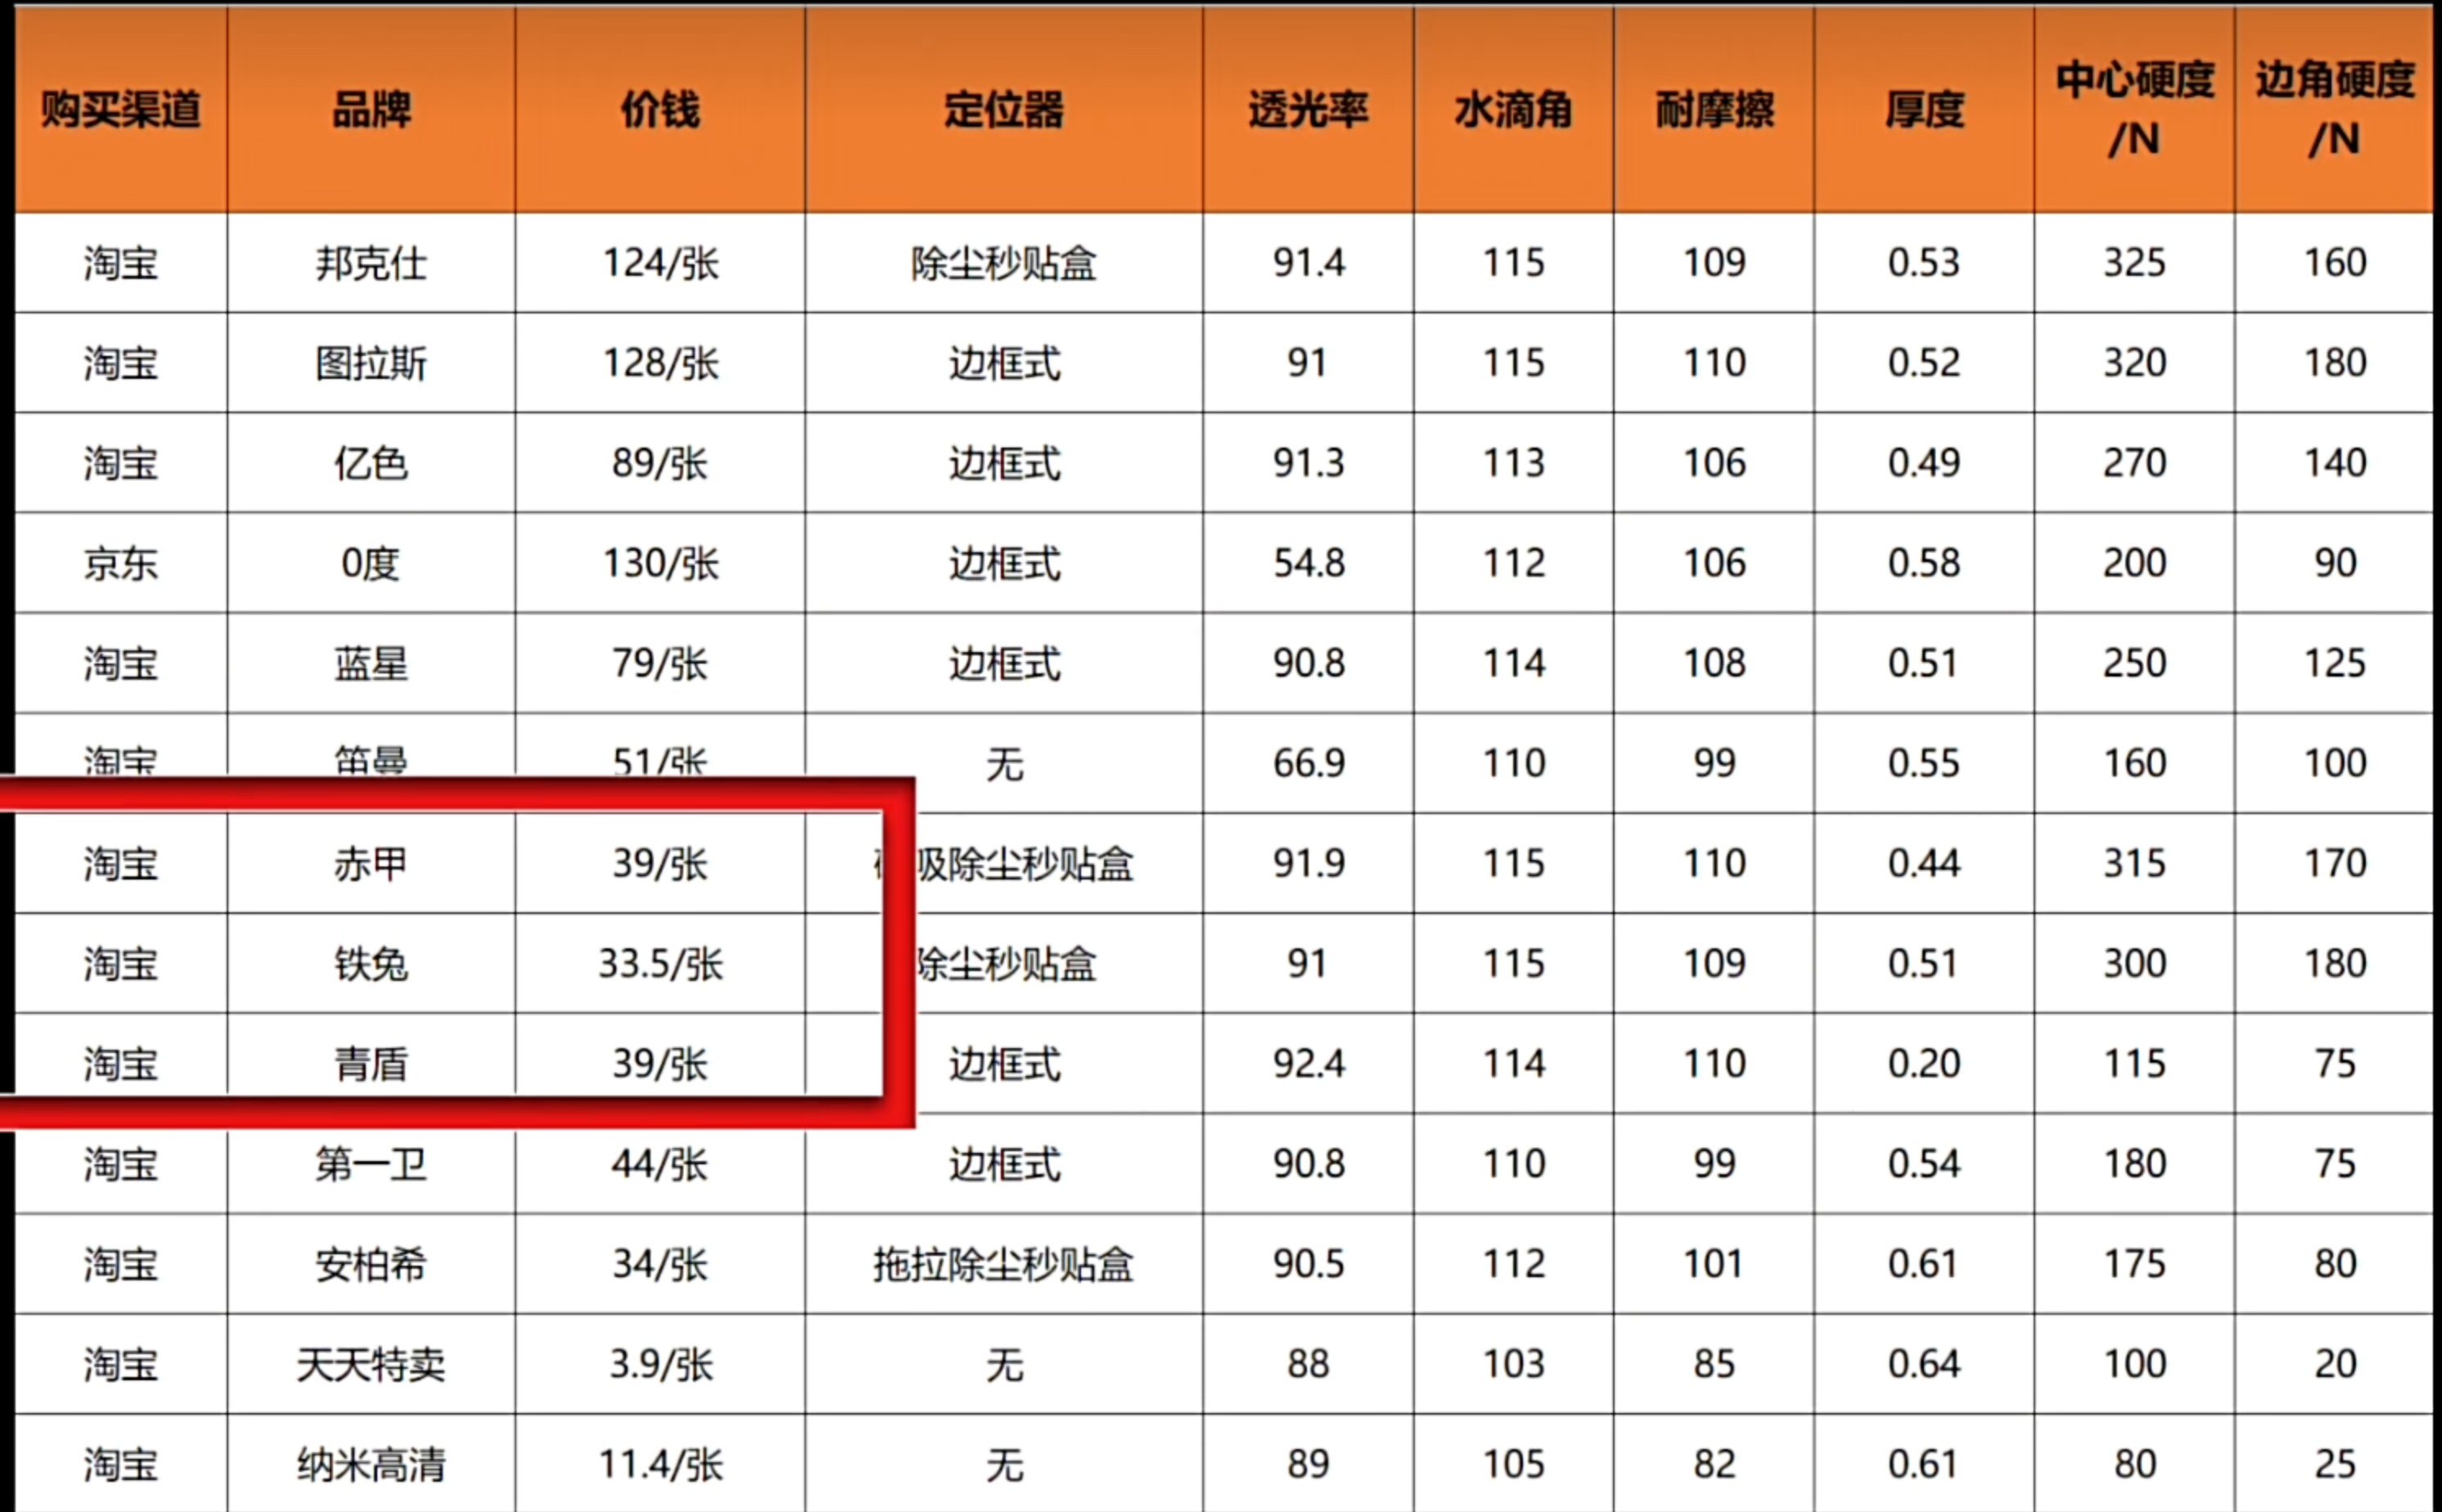 购买渠道 品牌 价钱 定位器 透光率 水滴角 耐摩擦 厚度 中心硬度/N 边角硬度/N
淘宝 邦克仕 124/张 除尘秒贴盒 91.4 115 109 0.53 325 160
淘宝 图拉斯 128/张 边框式 91 115 110 0.52 320 180
淘宝 亿色 89/张 边框式 91.3 113 106 0.49 270 140
京东 0度 130/张 边框式 54.8 112 106 0.58 200 90
淘宝 蓝星 79/张 边框式 90.8 114 108 0.51 250 125
淘宝 笛曼 51/张 无 66.9 110 99 0.55 160 100
淘宝 赤甲 39/张 吸除尘秒贴盒 91.9 115 110 0.44 315 170
淘宝 铁兔 33.5/张 除尘秒贴盒 91 115 109 0.51 300 180
淘宝 青盾 39/张 边框式 92.4 114 110 0.20 115 75
淘宝 第一卫 44/张 边框式 90.8 110 99 0.54 180 75
淘宝 安柏希 34/张 拖拉除尘秒贴盒 90.5 112 101 0.61 175 80
淘宝 天天特卖 3.9/张 无 88 103 85 0.64 100 20
淘宝 纳米高清 11.4/张 无 89 105 82 0.61 80 25